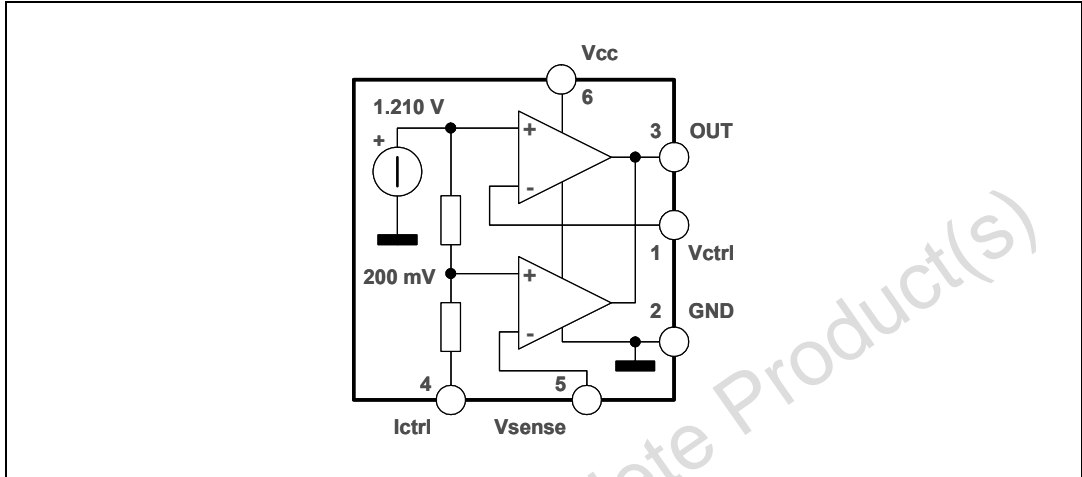 Vcc
6
1.210 V
+
+
-
3 OUT
1 Vctrl
200 mV
+
-
2 GND
4
5
Ictrl
Vsense
Product(s)